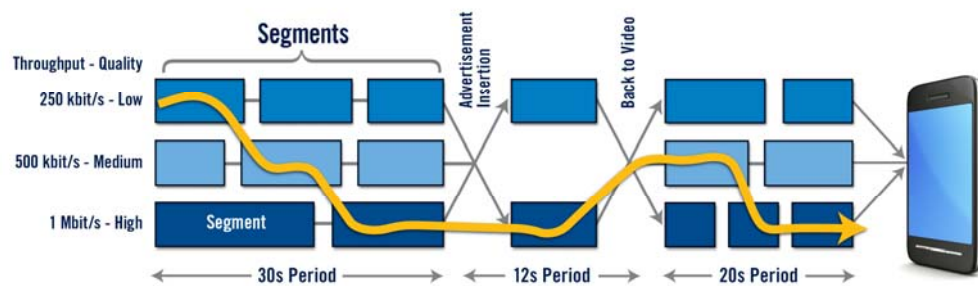 Segments
Throughput - Quality
250 kbit/s - Low
500 kbit/s - Medium
1 Mbit/s - High
Segment
Advertisement
Insertion
Back to Video
30s Period
12s Period
20s Period